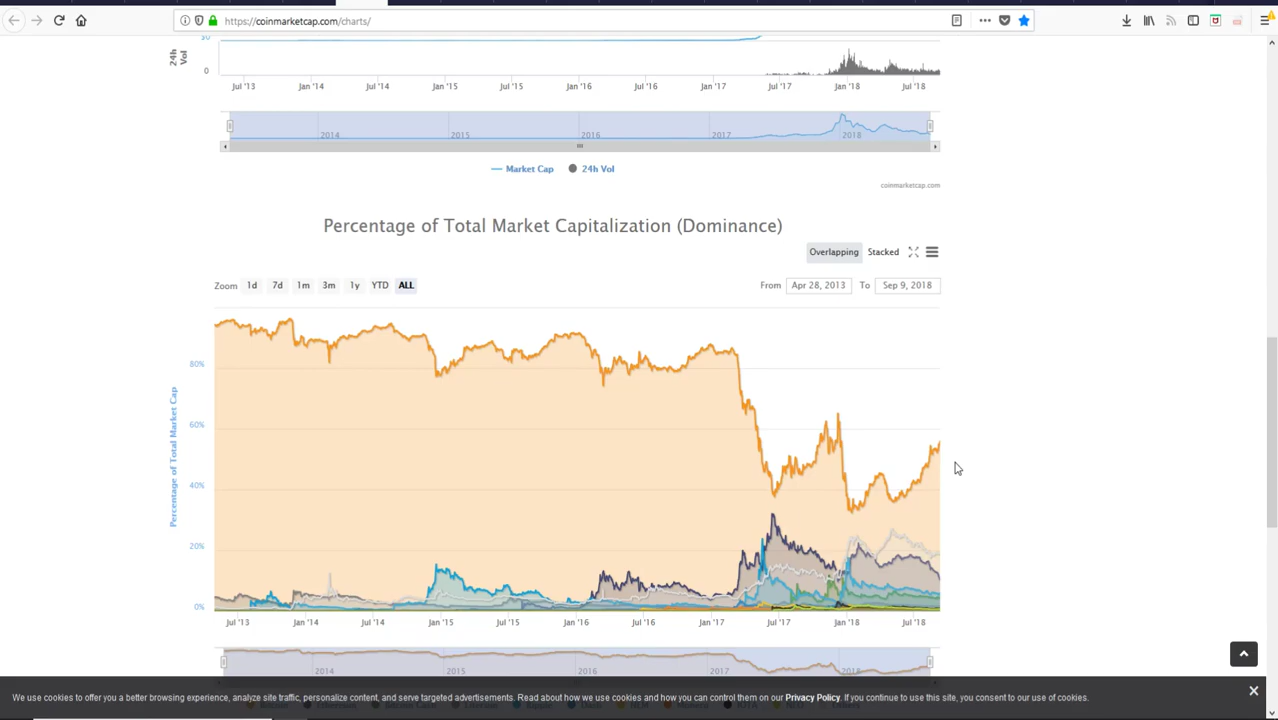 https://coinmarketcap.com/charts/
24h Vol
0
Jul '13 Jan '14 Jul '14 Jan '15 Jul '15 Jan '16 Jul '16 Jan '17 Jul '17 Jan '18 Jul '18
2014 2015 2016 2017 2018
Market Cap 24h Vol
coinmarketcap.com
Percentage of Total Market Capitalization (Dominance)
Overlapping Stacked
Zoom 1d 7d 1m 3m 1y YTD ALL From Apr 28, 2013 To Sep 9, 2018
Percentage of Total Market Cap
80%
60%
40%
20%
0%
Jul '13 Jan '14 Jul '14 Jan '15 Jul '15 Jan '16 Jul '16 Jan '17 Jul '17 Jan '18 Jul '18
2014 2015 2016 2017 2018
We use cookies to offer you a better browsing experience, analyze site traffic, personalize content, and serve targeted advertisements. Read about how we use cookies and how you can control them on our Privacy Policy. If you continue to use this site, you consent to our use of cookies.